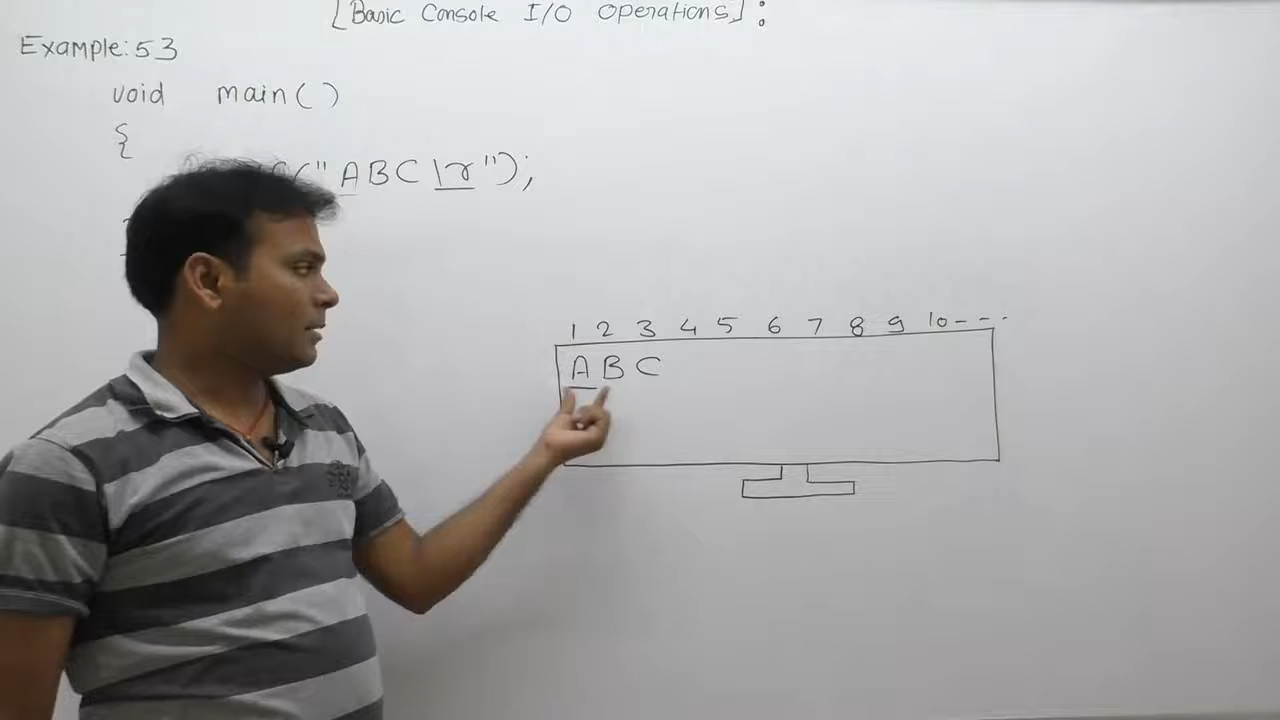 [Basic Console I/O Operations]:
Example:53
void main( )
{
("ABC\r");
1 2 3 4 5 6 7 8 9 10---
ABC